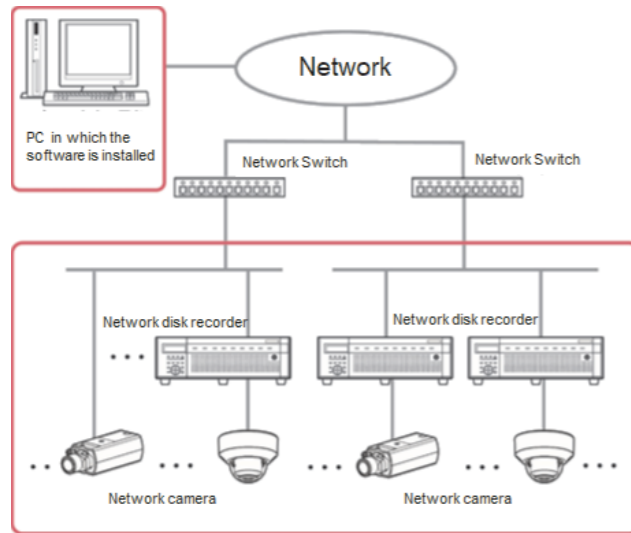 Network
PC in which the
software is installed
Network Switch
Network Switch
Network disk recorder
Network disk recorder
Network camera
Network camera